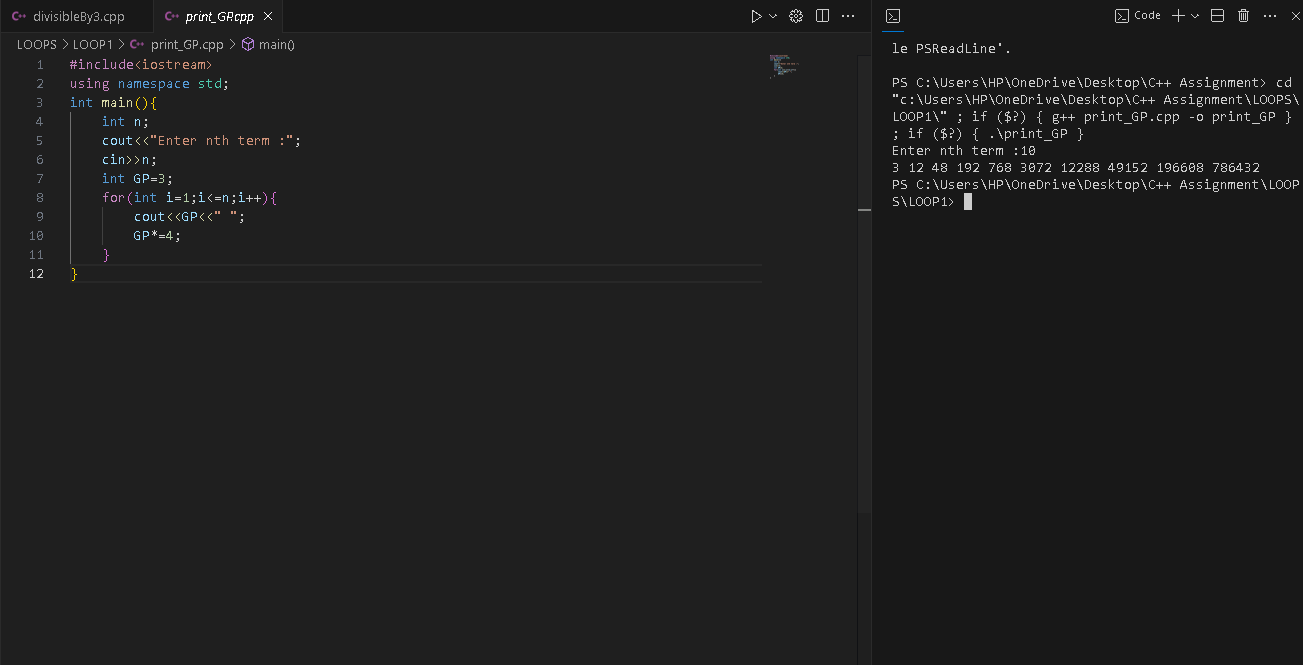 divisibleBy3.cpp
print_GP.cpp
LOOPS > LOOP1 > print_GP.cpp > main()
1 #include<iostream>
2 using namespace std;
3 int main(){
4 int n;
5 cout<<"Enter nth term :";
6 cin>>n;
7 int GP=3;
8 for(int i=1;i<=n;i++){
9 cout<<GP<<" ";
10 GP*=4;
11 }
12 }
Code
le PSReadLine'.
PS C:\Users\HP\OneDrive\Desktop\C++ Assignment> cd
"c:\Users\HP\OneDrive\Desktop\C++ Assignment\LOOPS\
LOOP1\" ; if ($?) { g++ print_GP.cpp -o print_GP }
; if ($?) { .\print_GP }
Enter nth term :10
3 12 48 192 768 3072 12288 49152 196608 786432
PS C:\Users\HP\OneDrive\Desktop\C++ Assignment\LOOP
S\LOOP1>